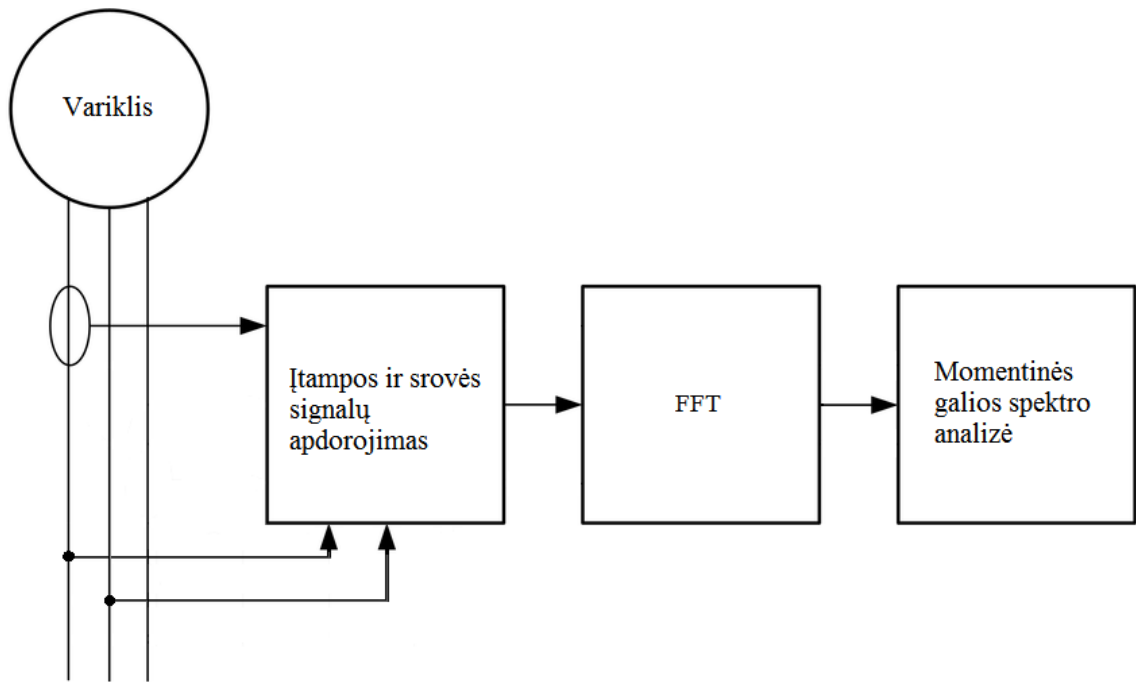 Variklis
Įtampos ir srovės
signalų
apdorojimas
FFT
Momentinės
galios spektro
analizė